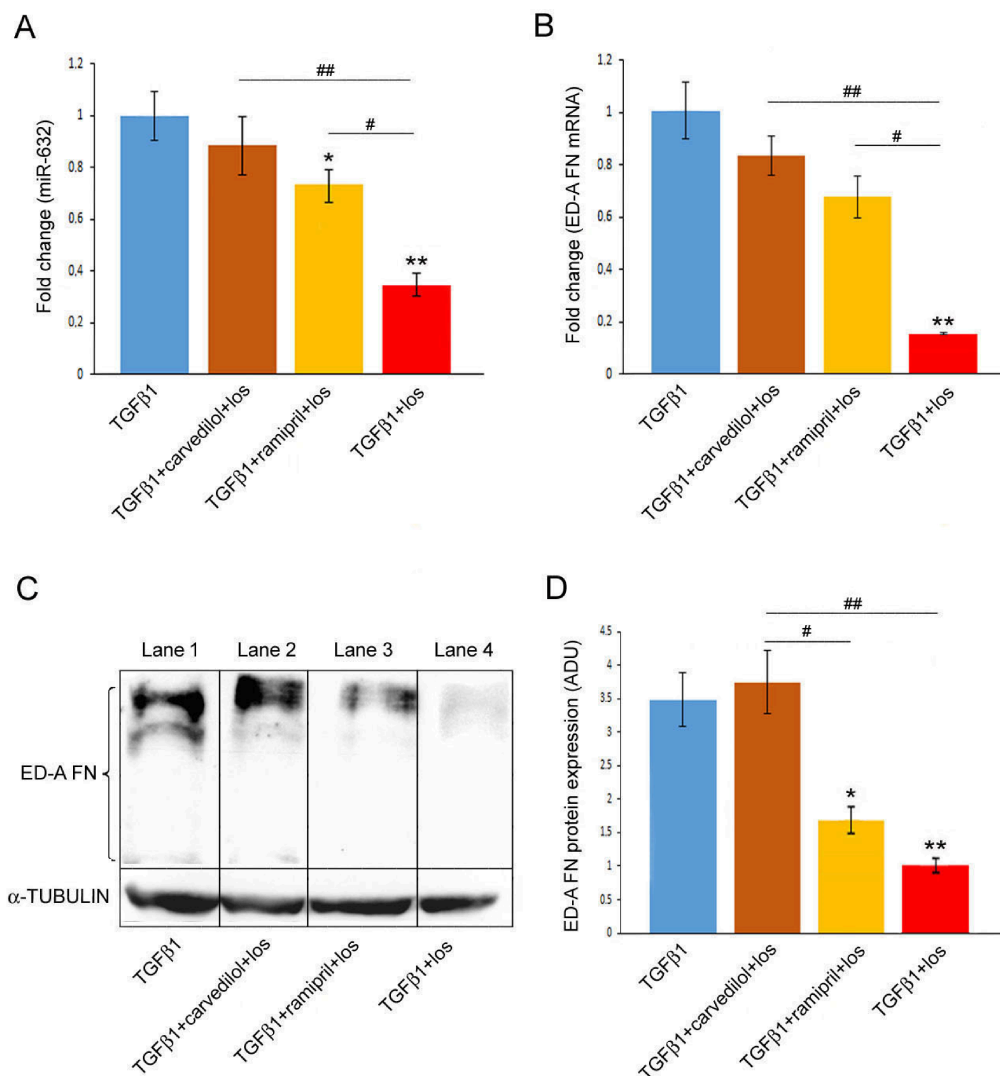 A
Fold change (miR-632)
1.2
1
0.8
0.6
0.4
0.2
0
##
#
*
**
TGFβ1
TGFβ1+carvedilol+los
TGFβ1+ramipril+los
TGFβ1+los
B
Fold change (ED-A FN mRNA)
1.2
1
0.8
0.6
0.4
0.2
0
##
#
**
TGFβ1
TGFβ1+carvedilol+los
TGFβ1+ramipril+los
TGFβ1+los
C
Lane 1 Lane 2 Lane 3 Lane 4
ED-A FN
α-TUBULIN
TGFβ1
TGFβ1+carvedilol+los
TGFβ1+ramipril+los
TGFβ1+los
D
ED-A FN protein expression (ADU)
4.5
4
3.5
3
2.5
2
1.5
1
0.5
0
##
#
*
**
TGFβ1
TGFβ1+carvedilol+los
TGFβ1+ramipril+los
TGFβ1+los